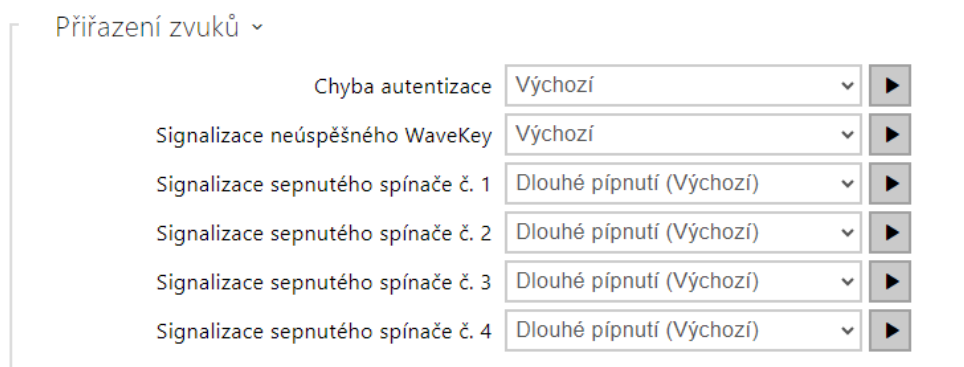 Přiřazení zvuků
Chyba autentizace Výchozí
Signalizace neúspěšného WaveKey Výchozí
Signalizace sepnutého spínače č. 1 Dlouhé pípnutí (Výchozí)
Signalizace sepnutého spínače č. 2 Dlouhé pípnutí (Výchozí)
Signalizace sepnutého spínače č. 3 Dlouhé pípnutí (Výchozí)
Signalizace sepnutého spínače č. 4 Dlouhé pípnutí (Výchozí)